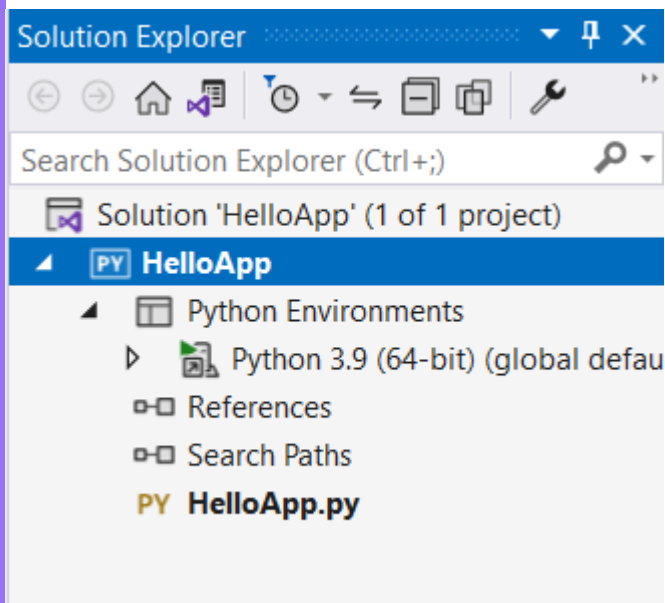 Solution Explorer
Search Solution Explorer (Ctrl+;)
Solution 'HelloApp' (1 of 1 project)
PY HelloApp
Python Environments
Python 3.9 (64-bit) (global defau
References
Search Paths
PY HelloApp.py